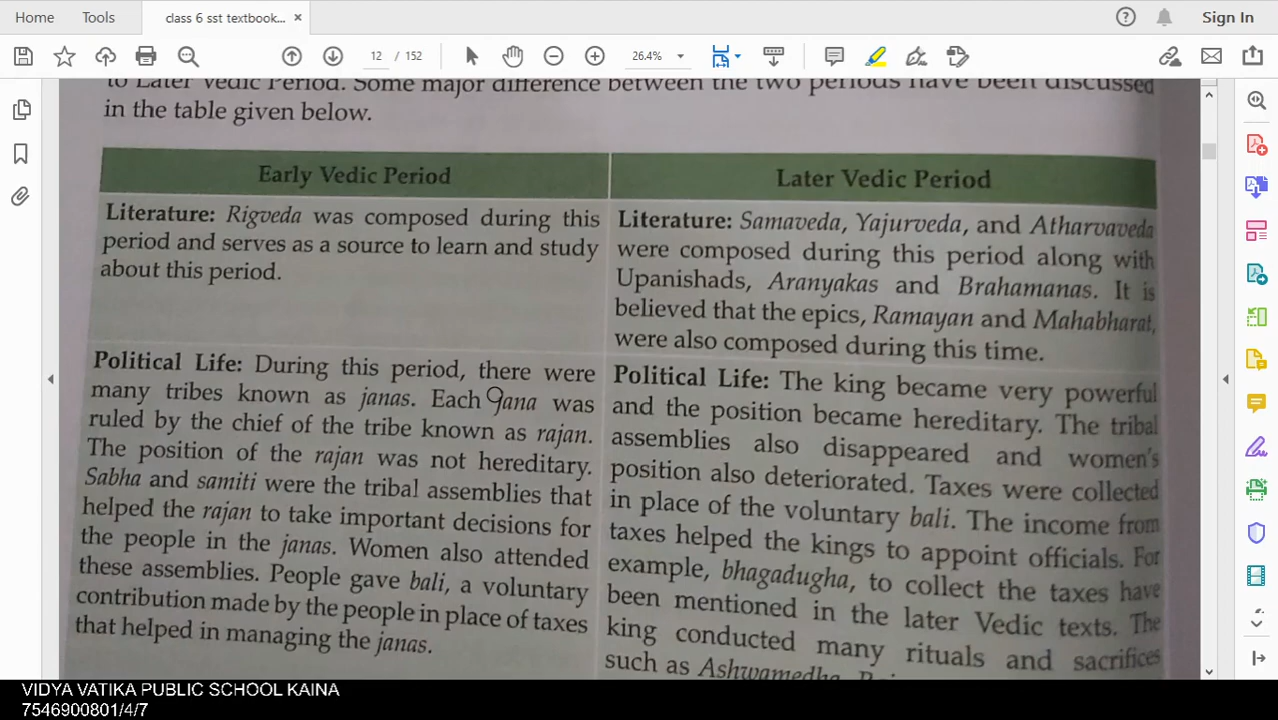 Home Tools class 6 sst textbook... × Sign In
12 / 152 26.4%
to Later Vedic Period. Some major difference between the two periods have been discussed
in the table given below.
Early Vedic Period
Literature: Rigveda was composed during this
period and serves as a source to learn and study
about this period.
Political Life: During this period, there were
many tribes known as janas. Each jana was
ruled by the chief of the tribe known as rajan.
The position of the rajan was not hereditary.
Sabha and samiti were the tribal assemblies that
helped the rajan to take important decisions for
the people in the janas. Women also attended
these assemblies. People gave bali, a voluntary
contribution made by the people in place of taxes
that helped in managing the janas.
Later Vedic Period
Literature: Samaveda, Yajurveda, and Atharvaveda
were composed during this period along with
Upanishads, Aranyakas and Brahamanas. It is
believed that the epics, Ramayan and Mahabharat,
were also composed during this time.
Political Life: The king became very powerful
and the position became hereditary. The tribal
assemblies also disappeared and women's
position also deteriorated. Taxes were collected
in place of the voluntary bali. The income from
taxes helped the kings to appoint officials. For
example, bhagadugha, to collect the taxes have
been mentioned in the later Vedic texts. The
king conducted many rituals and sacrifices
such as Ashwamedha,
VIDYA VATIKA PUBLIC SCHOOL KAINA
7546900801/4/7